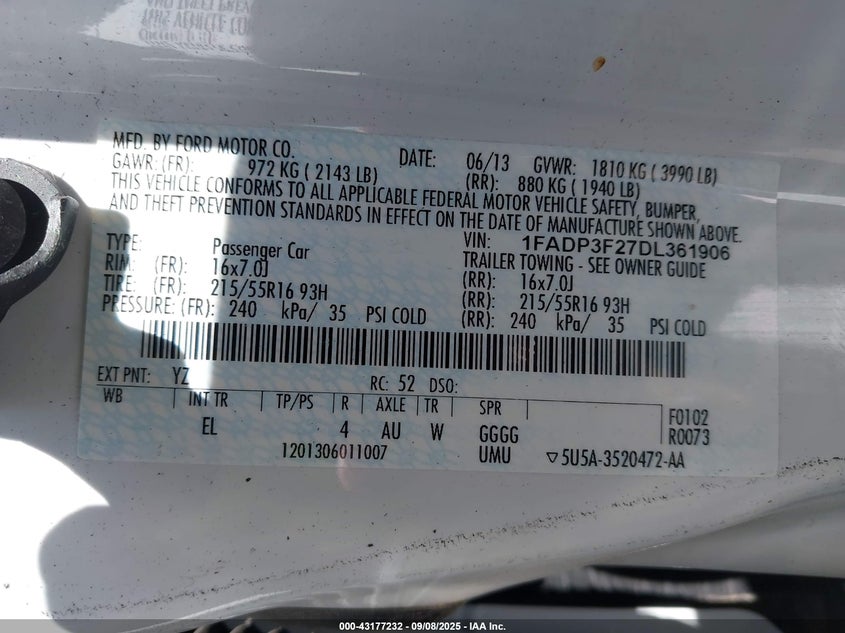 MFD. BY FORD MOTOR CO. DATE: 06/13 GVWR: 1810 KG ( 3990 LB)
GAWR: (FR): 972 KG ( 2143 LB) (RR): 880 KG ( 1940 LB)
THIS VEHICLE CONFORMS TO ALL APPLICABLE FEDERAL MOTOR VEHICLE SAFETY, BUMPER,
AND THEFT PREVENTION STANDARDS IN EFFECT ON THE DATE OF MANUFACTURE SHOWN ABOVE.
VIN: 1FADP3F27DL361906
TYPE: Passenger Car TRAILER TOWING - SEE OWNER GUIDE
RIM: (FR): 16x7.0J (RR): 16x7.0J
TIRE: (FR): 215/55R16 93H (RR): 215/55R16 93H
PRESSURE: (FR): 240 kPa/ 35 PSI COLD (RR): 240 kPa/ 35 PSI COLD
EXT PNT: YZ RC: 52 DSO:
WB INT TR TP/PS R AXLE TR SPR F0102
EL 4 AU W GGGG R0073
1201306011007 UMU ▽5U5A-3520472-AA
000-43177232 - 09/08/2025 - IAA Inc.